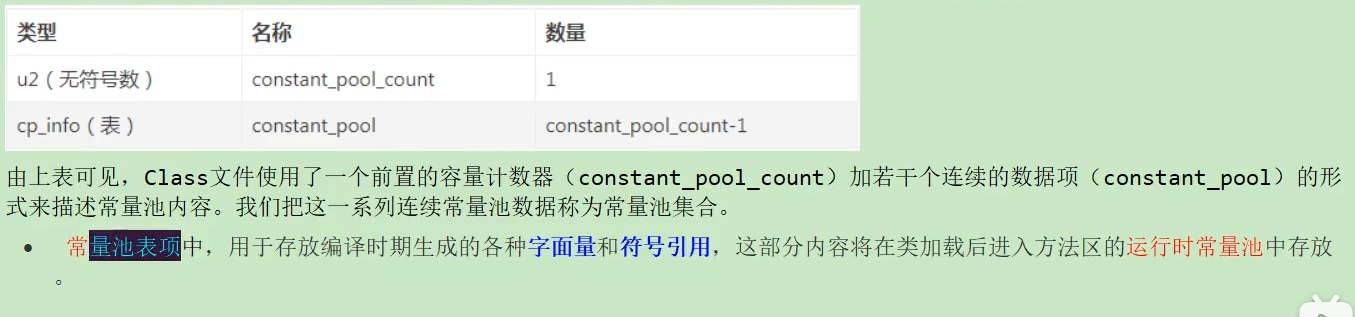 类型 名称 数量
u2（无符号数） constant_pool_count 1
cp_info（表） constant_pool constant_pool_count-1
由上表可见，Class文件使用了一个前置的容量计数器（constant_pool_count）加若干个连续的数据项（constant_pool）的形
式来描述常量池内容。我们把这一系列连续常量池数据称为常量池集合。
• 常量池表项中，用于存放编译时期生成的各种字面量和符号引用，这部分内容将在类加载后进入方法区的运行时常量池中存放
。